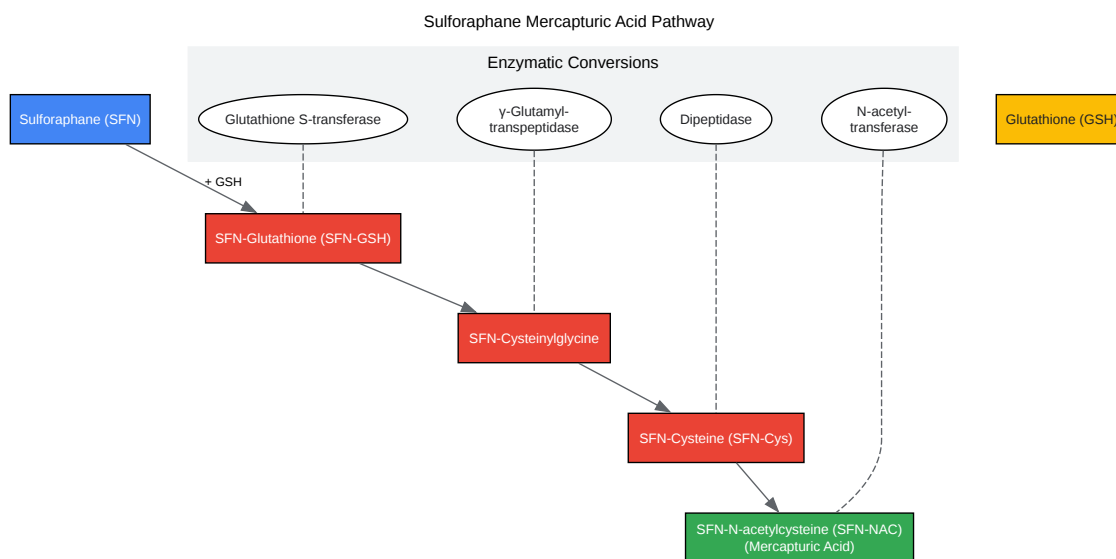 Sulforaphane Mercapturic Acid Pathway
Enzymatic Conversions
Sulforaphane (SFN)
Glutathione S-transferase
γ-Glutamyl-
transpeptidase
Dipeptidase
N-acetyl-
transferase
Glutathione (GSH)
+ GSH
SFN-Glutathione (SFN-GSH)
SFN-Cysteinylglycine
SFN-Cysteine (SFN-Cys)
SFN-N-acetylcysteine (SFN-NAC)
(Mercapturic Acid)